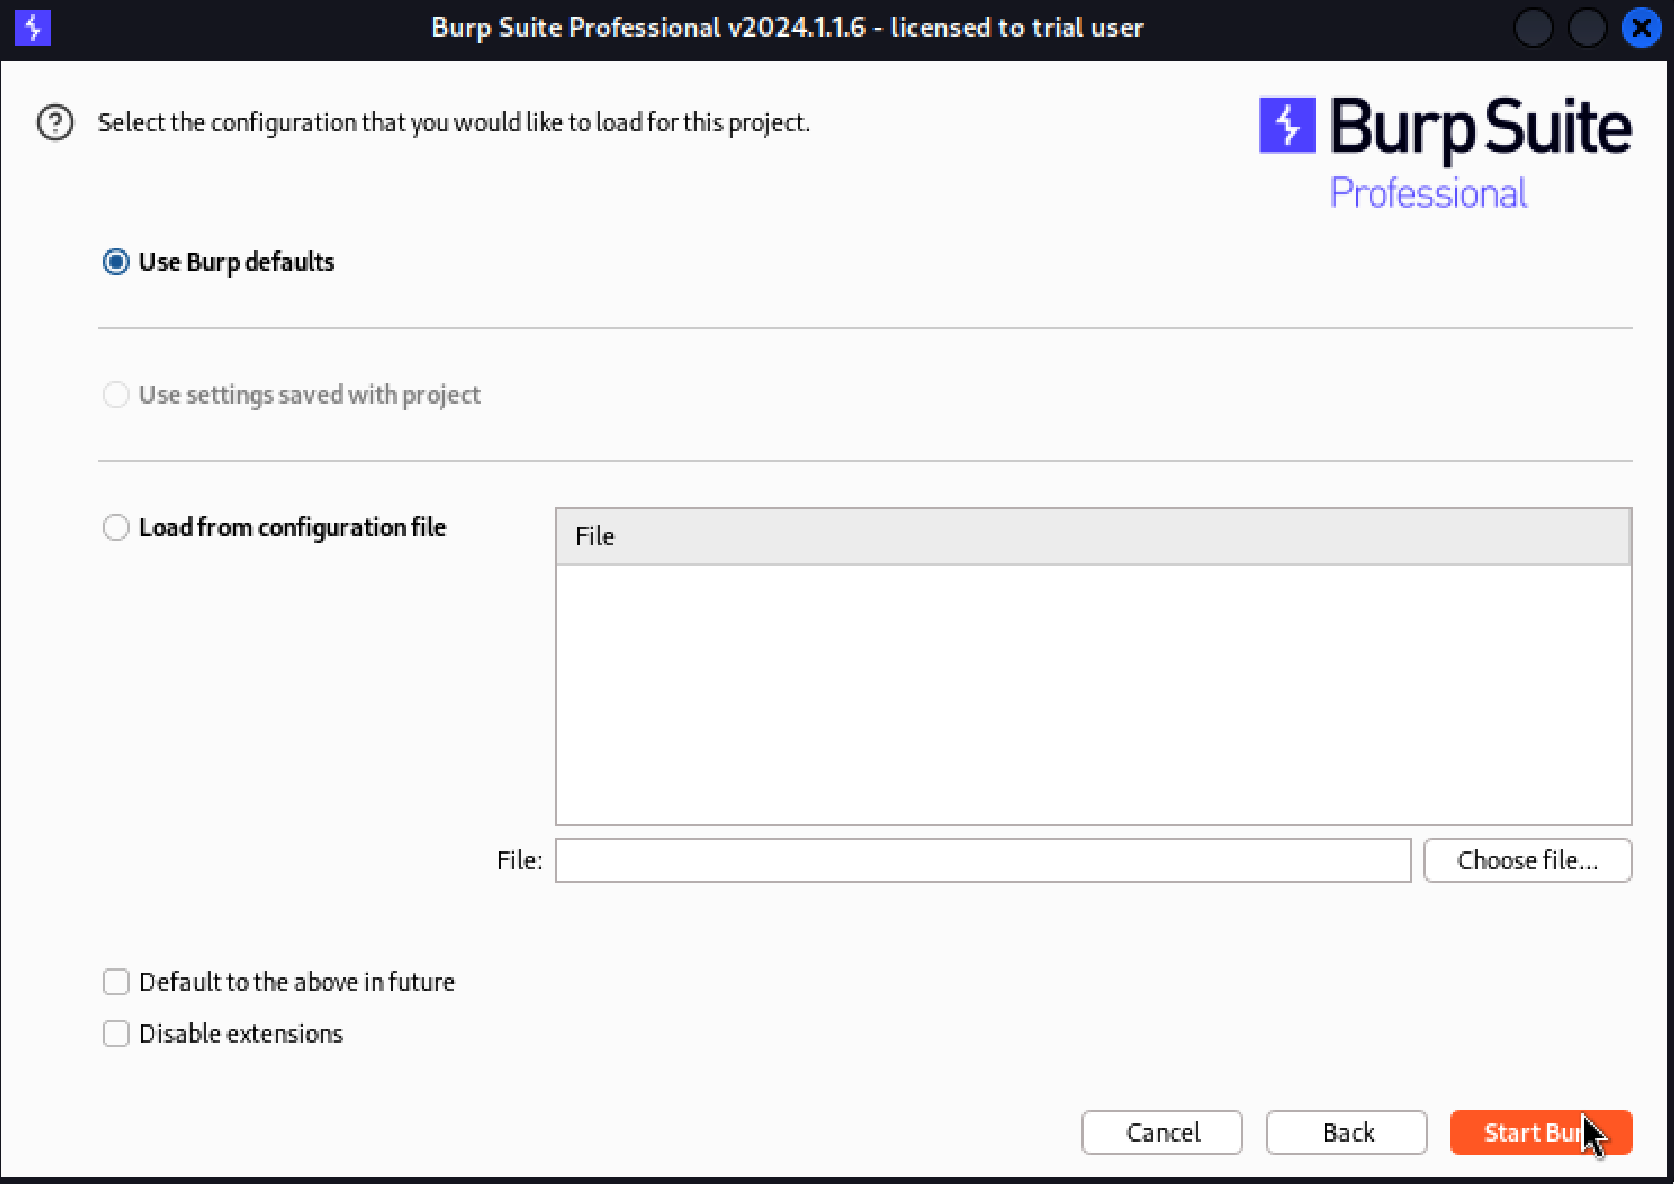 Burp Suite Professional v2024.1.1.6 - licensed to trial user
Select the configuration that you would like to load for this project.
Burp Suite
Professional
Use Burp defaults
Use settings saved with project
Load from configuration file
File
File:
Choose file...
Default to the above in future
Disable extensions
Cancel
Back
Start